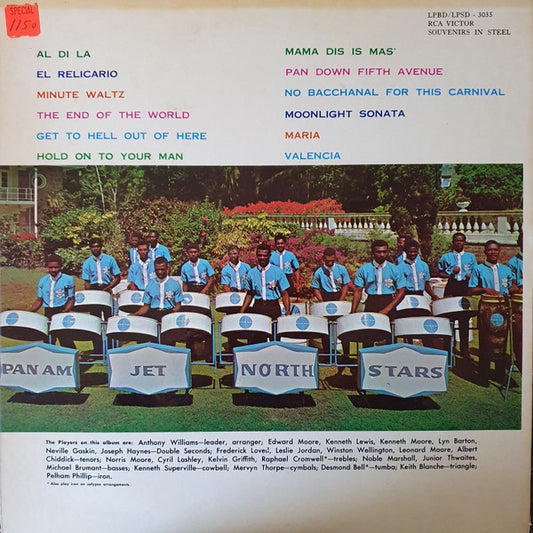 SPECIAL
1150
LPBD/LPSD - 3035
RCA VICTOR
SOUVENIRS IN STEEL
AL DI LA
EL RELICARIO
MINUTE WALTZ
THE END OF THE WORLD
GET TO HELL OUT OF HERE
HOLD ON TO YOUR MAN
MAMA DIS IS MAS'
PAN DOWN FIFTH AVENUE
NO BACCHANAL FOR THIS CARNIVAL
MOONLIGHT SONATA
MARIA
VALENCIA
PAN AM JET NORTH STARS
The Players on this album are: Anthony Williams—leader, arranger; Edward Moore, Kenneth Lewis, Kenneth Moore, Lyn Barton,
Neville Gaskin, Joseph Haynes—Double Seconds; Frederick Lovel, Leslie Jordan, Winston Wellington, Leonard Moore, Albert
Chiddick—tenors; Norris Moore, Cyril Lashley, Kelvin Griffith, Raphael Cromwell*—trebles; Noble Marshall, Junior Thwaites,
Michael Brumant—basses; Kenneth Superville—cowbell; Mervyn Thorpe—cymbals; Desmond Bell*—tumba; Keith Blanche—triangle;
Pelham Phillip—iron.
* Also play iron on calypso arrangements.